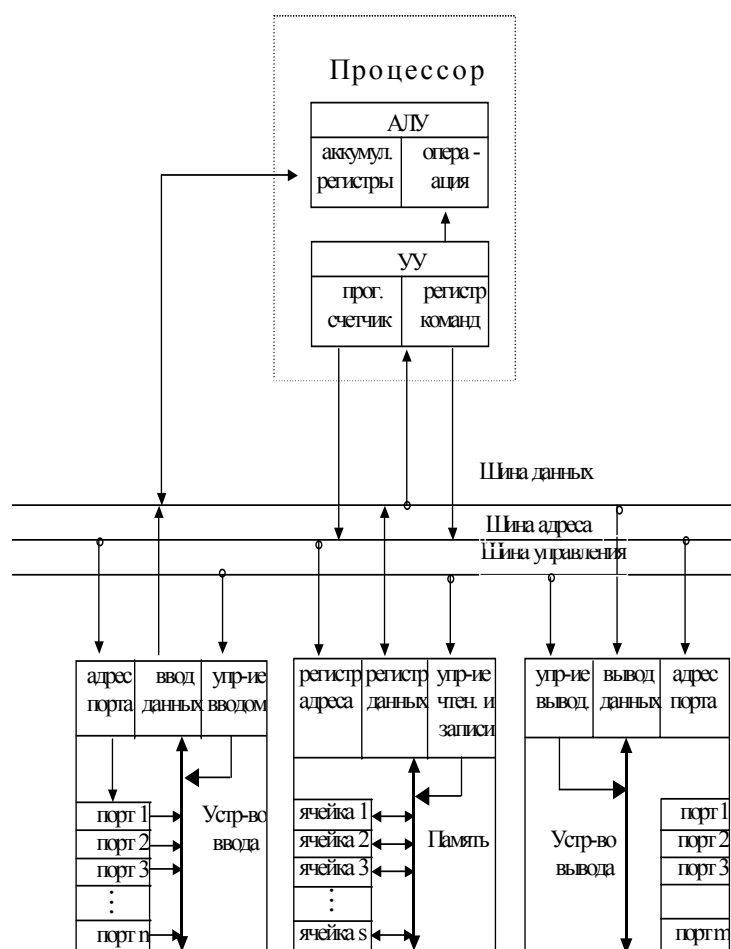 Процессор
АЛУ
аккумул. опера -
регистры ация
УУ
прог. регистр
счетчик команд
Шина данных
Шина адреса
Шина управления
адрес ввод упр-ие
порта данных вводом
регистр регистр упр-ие
адреса данных чтен. и
записи
упр-ие вывод адрес
вывод. данных порта
порт 1
порт 2
порт 3
⋮
порт n
Устр-во
ввода
ячейка 1
ячейка 2
ячейка 3
⋮
ячейка s
Память
Устр-во
вывода
порт 1
порт 2
порт 3
порт m